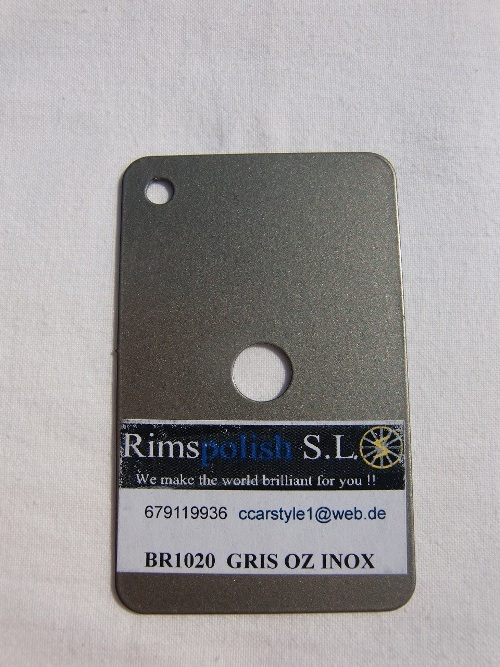 Rimspolish S.L.
We make the world brilliant for you !!
679119936 ccarstyle1@web.de
BR1020 GRIS OZ INOX